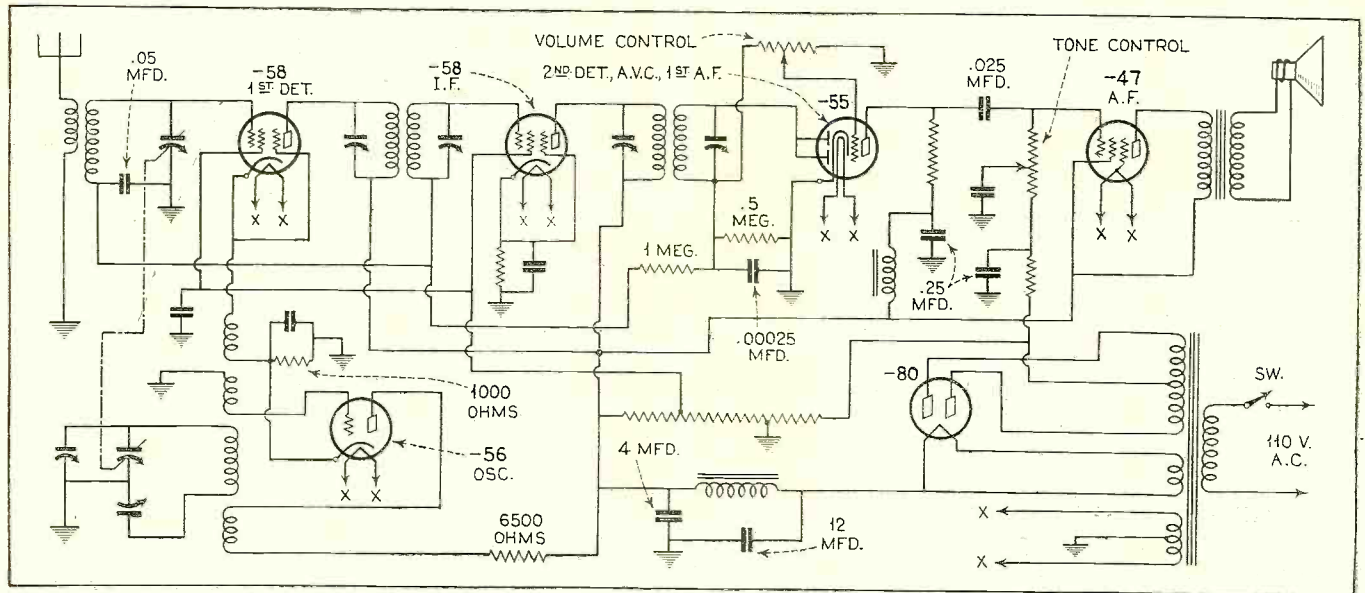 VOLUME CONTROL
2ND. DET., A.V.C., 1ST A.F.
TONE CONTROL
.05
MFD.
-58
1ST. DET.
-58
I.F.
-55
.025
MFD.
-47
A.F.
X X
X X
X X
X X
.5
MEG.
1 MEG.
.00025
MFD.
.25
MFD.
1000
OHMS
-56
OSC.
X X
-80
SW.
110 V.
A.C.
4 MFD.
12
MFD.
6500
OHMS
X
X